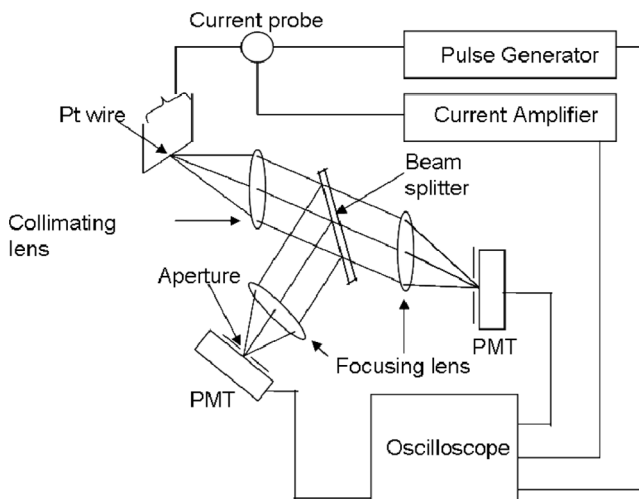 Current probe
Pulse Generator
Pt wire
Current Amplifier
Beam
splitter
Collimating
lens
Aperture
PMT
Focusing lens
PMT
Oscilloscope